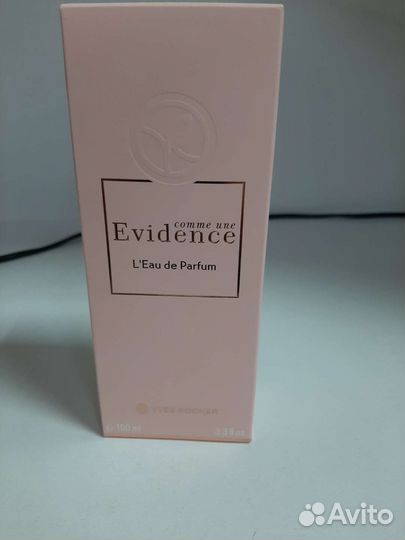 comme une
Evidence
L'Eau de Parfum
YVES ROCHER
e 100 ml 3.3 fl.oz
Avito